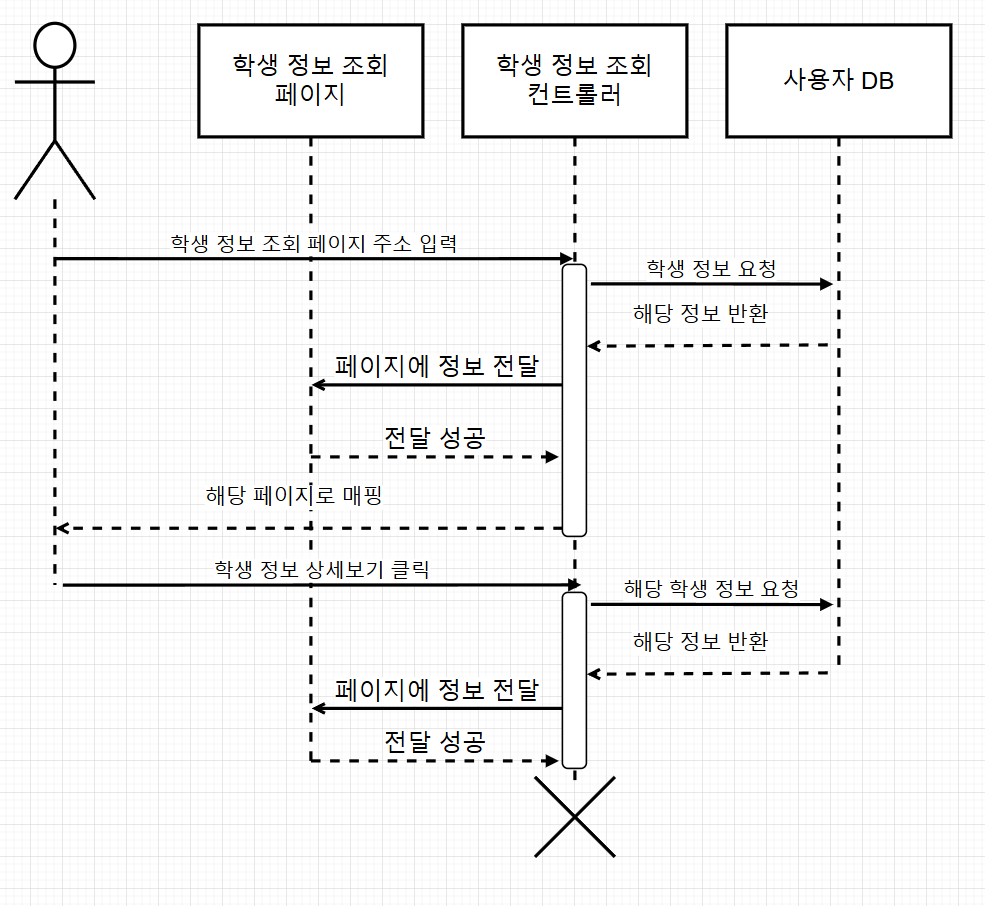 학생 정보 조회
페이지
학생 정보 조회
컨트롤러
사용자 DB
학생 정보 조회 페이지 주소 입력
학생 정보 요청
해당 정보 반환
페이지에 정보 전달
전달 성공
해당 페이지로 매핑
학생 정보 상세보기 클릭
해당 학생 정보 요청
해당 정보 반환
페이지에 정보 전달
전달 성공